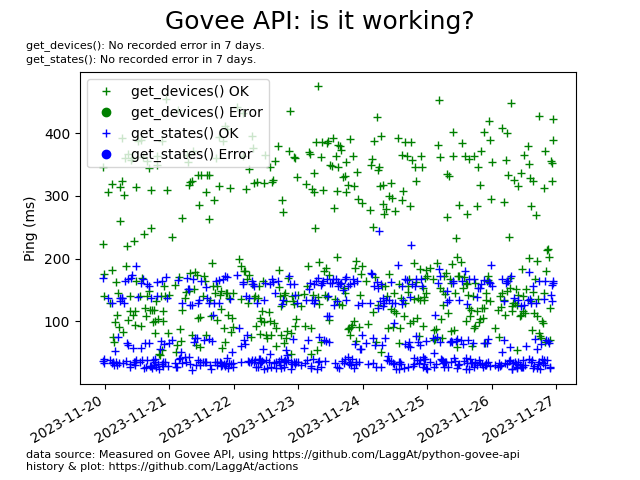 Govee API: is it working?
get_devices(): No recorded error in 7 days.
get_states(): No recorded error in 7 days.
get_devices() OK
get_devices() Error
get_states() OK
get_states() Error
400
300
200
100
Ping (ms)
2023-11-20
2023-11-21
2023-11-22
2023-11-23
2023-11-24
2023-11-25
2023-11-26
2023-11-27
data source: Measured on Govee API, using https://github.com/LaggAt/python-govee-api
history & plot: https://github.com/LaggAt/actions